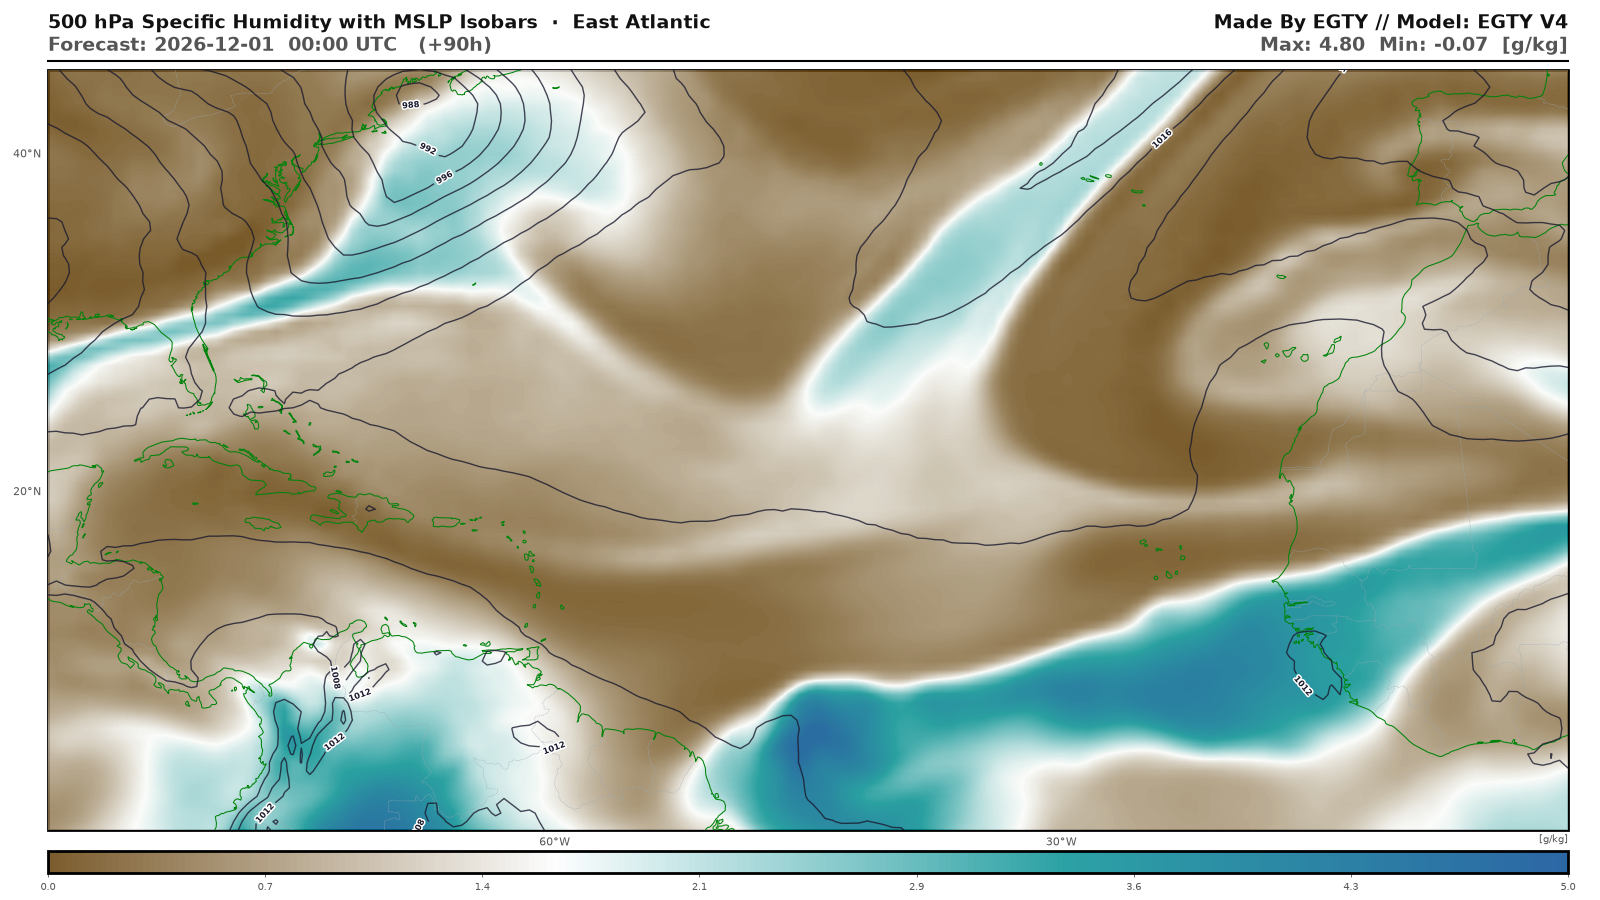 500 hPa Specific Humidity with MSLP Isobars · East Atlantic
Made By EGTY // Model: EGTY V4
Forecast: 2026-12-01 00:00 UTC (+90h)
Max: 4.80 Min: -0.07 [g/kg]
988
992
996
1016
40°N
20°N
1008
1012
1012
1012
1012
1012
08
60°W
30°W
[g/kg]
0.0
0.7
1.4
2.1
2.9
3.6
4.3
5.0